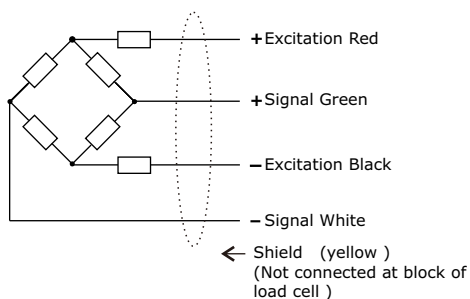 +Excitation Red
+Signal Green
−Excitation Black
−Signal White
Shield (yellow )
(Not connected at block of
load cell )